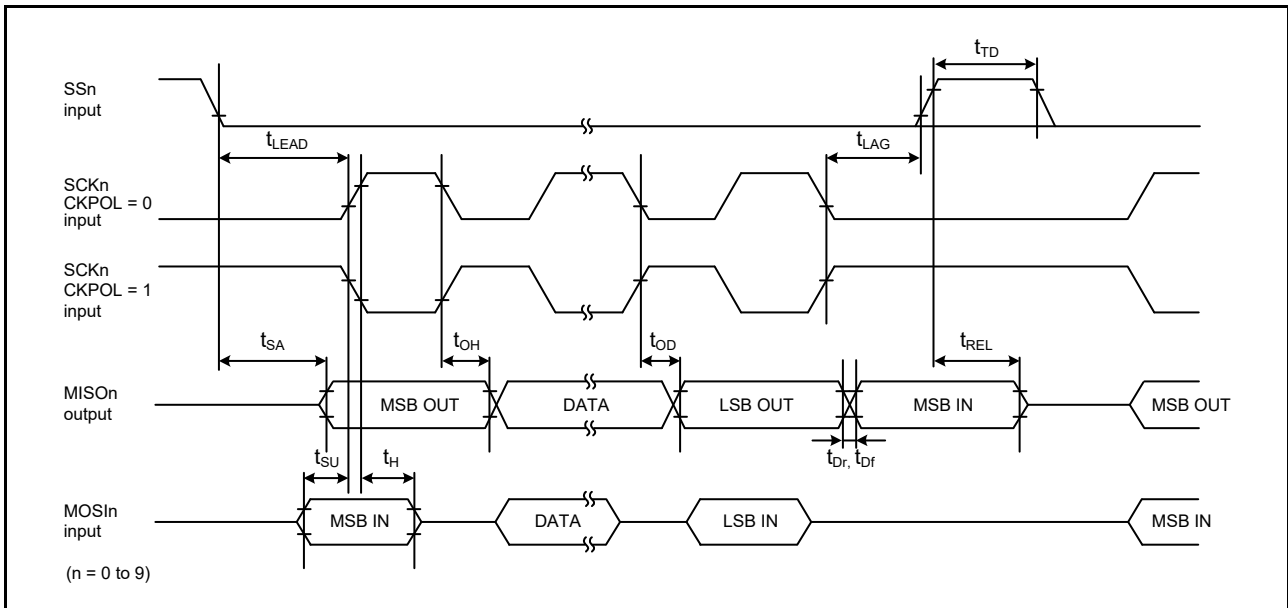 tTD
SSn
input
tLEAD
tLAG
SCKn
CKPOL = 0
input
SCKn
CKPOL = 1
input
tSA
tOH
tOD
tREL
MISOn
output
MSB OUT
DATA
LSB OUT
MSB IN
MSB OUT
tSU
tH
tDr, tDf
MOSIn
input
MSB IN
DATA
LSB IN
MSB IN
(n = 0 to 9)